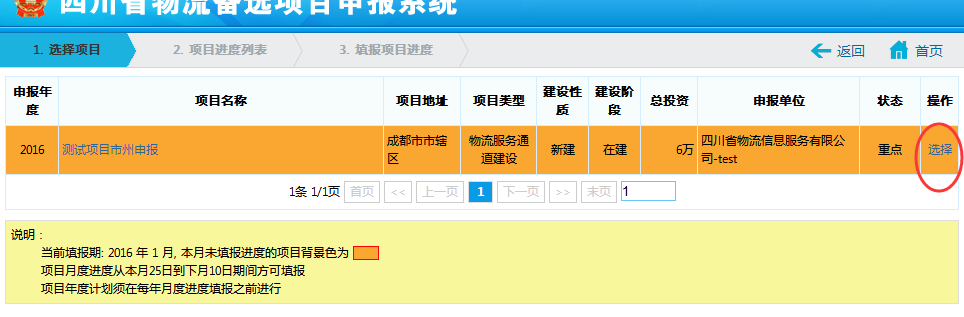 四川省物流备选项目申报系统
1. 选择项目 2. 项目进度列表 3. 填报项目进度 返回 首页
申报年度 项目名称 项目地址 项目类型 建设性质 建设阶段 总投资 申报单位 状态 操作
2016 测试项目市州申报 成都市市辖区 物流服务通道建设 新建 在建 6万 四川省物流信息服务有限公司-test 重点 选择
1条 1/1页 首页 << 上一页 1 下一页 >> 末页 1
说明：
当前填报期: 2016 年 1 月, 本月未填报进度的项目背景色为
项目月度进度从本月25日到下月10日期间方可填报
项目年度计划须在每年月度进度填报之前进行